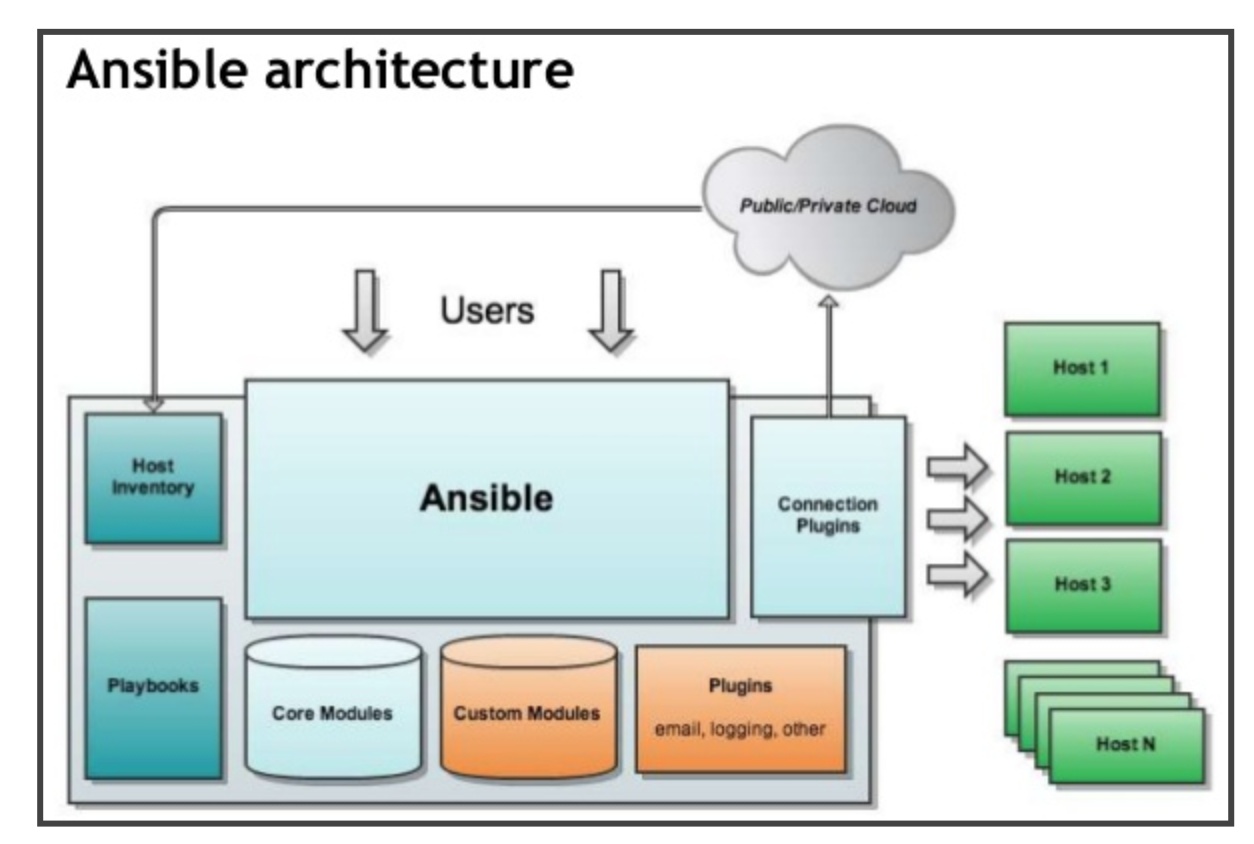 Ansible architecture
Public/Private Cloud
Users
Host
Inventory
Ansible
Connection
Plugins
Host 1
Host 2
Host 3
Host N
Playbooks
Core Modules
Custom Modules
Plugins
email, logging, other